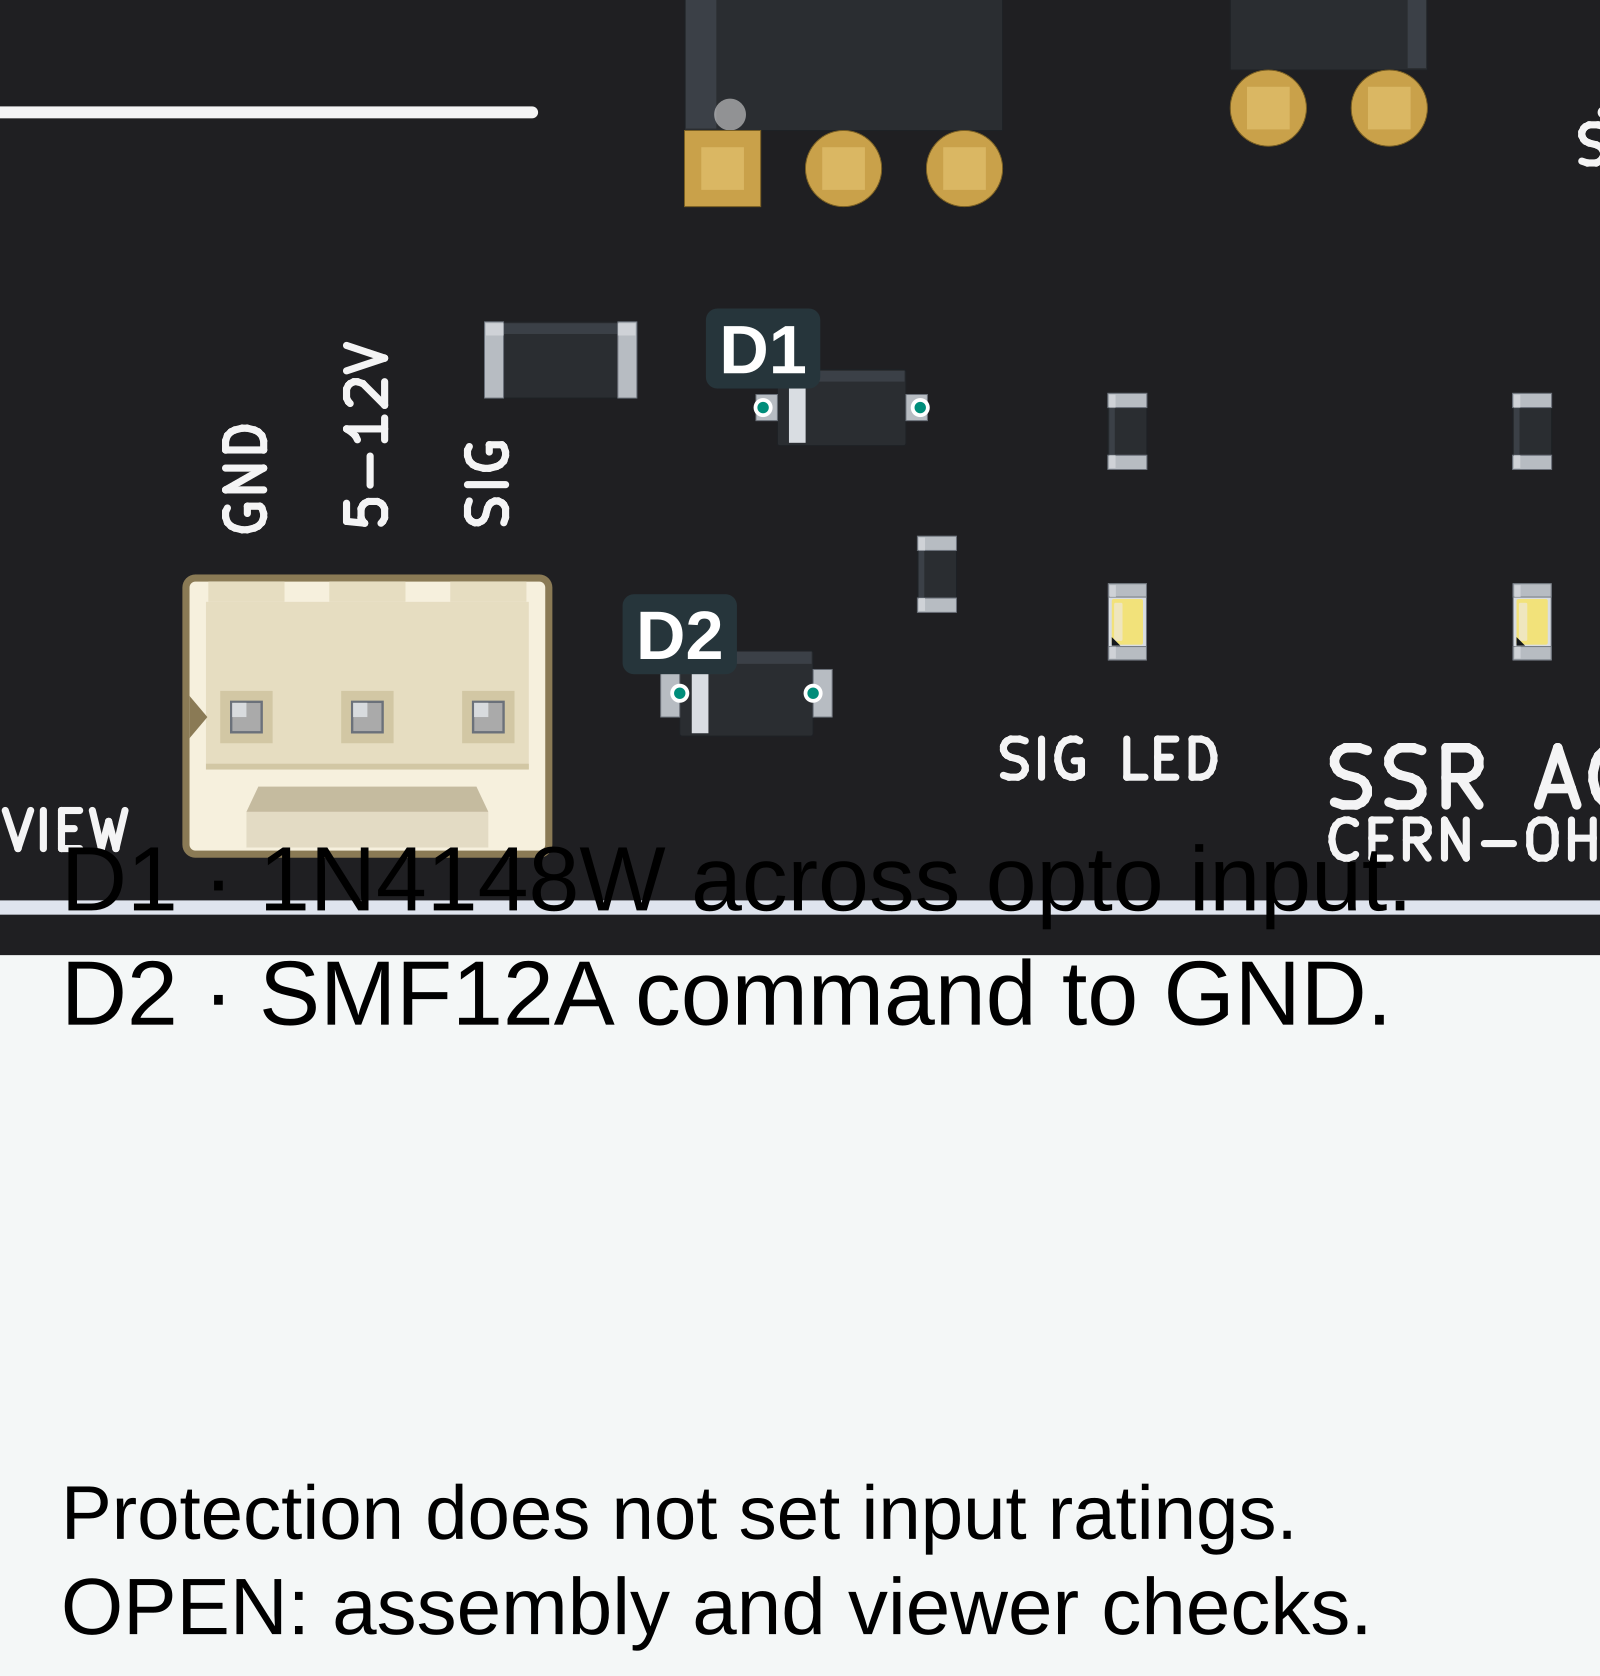 D1
5-12V
GND
SIG
D2
SIG LED
SSR
VIEW
CERN-OH
D1 · 1N4148W across opto input.
D2 · SMF12A command to GND.
Protection does not set input ratings.
OPEN: assembly and viewer checks.